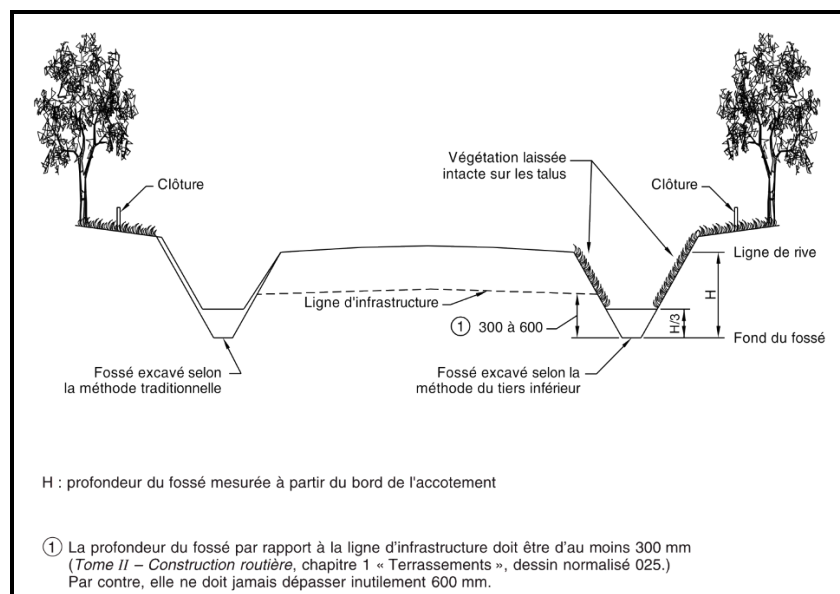 Clôture
Végétation laissée
intacte sur les talus
Clôture
Ligne de rive
H
Ligne d'infrastructure
① 300 à 600
H/3
Fond du fossé
Fossé excavé selon
la méthode traditionnelle
Fossé excavé selon la
méthode du tiers inférieur
H : profondeur du fossé mesurée à partir du bord de l'accotement
① La profondeur du fossé par rapport à la ligne d'infrastructure doit être d'au moins 300 mm
(Tome II – Construction routière, chapitre 1 « Terrassements », dessin normalisé 025.)
Par contre, elle ne doit jamais dépasser inutilement 600 mm.